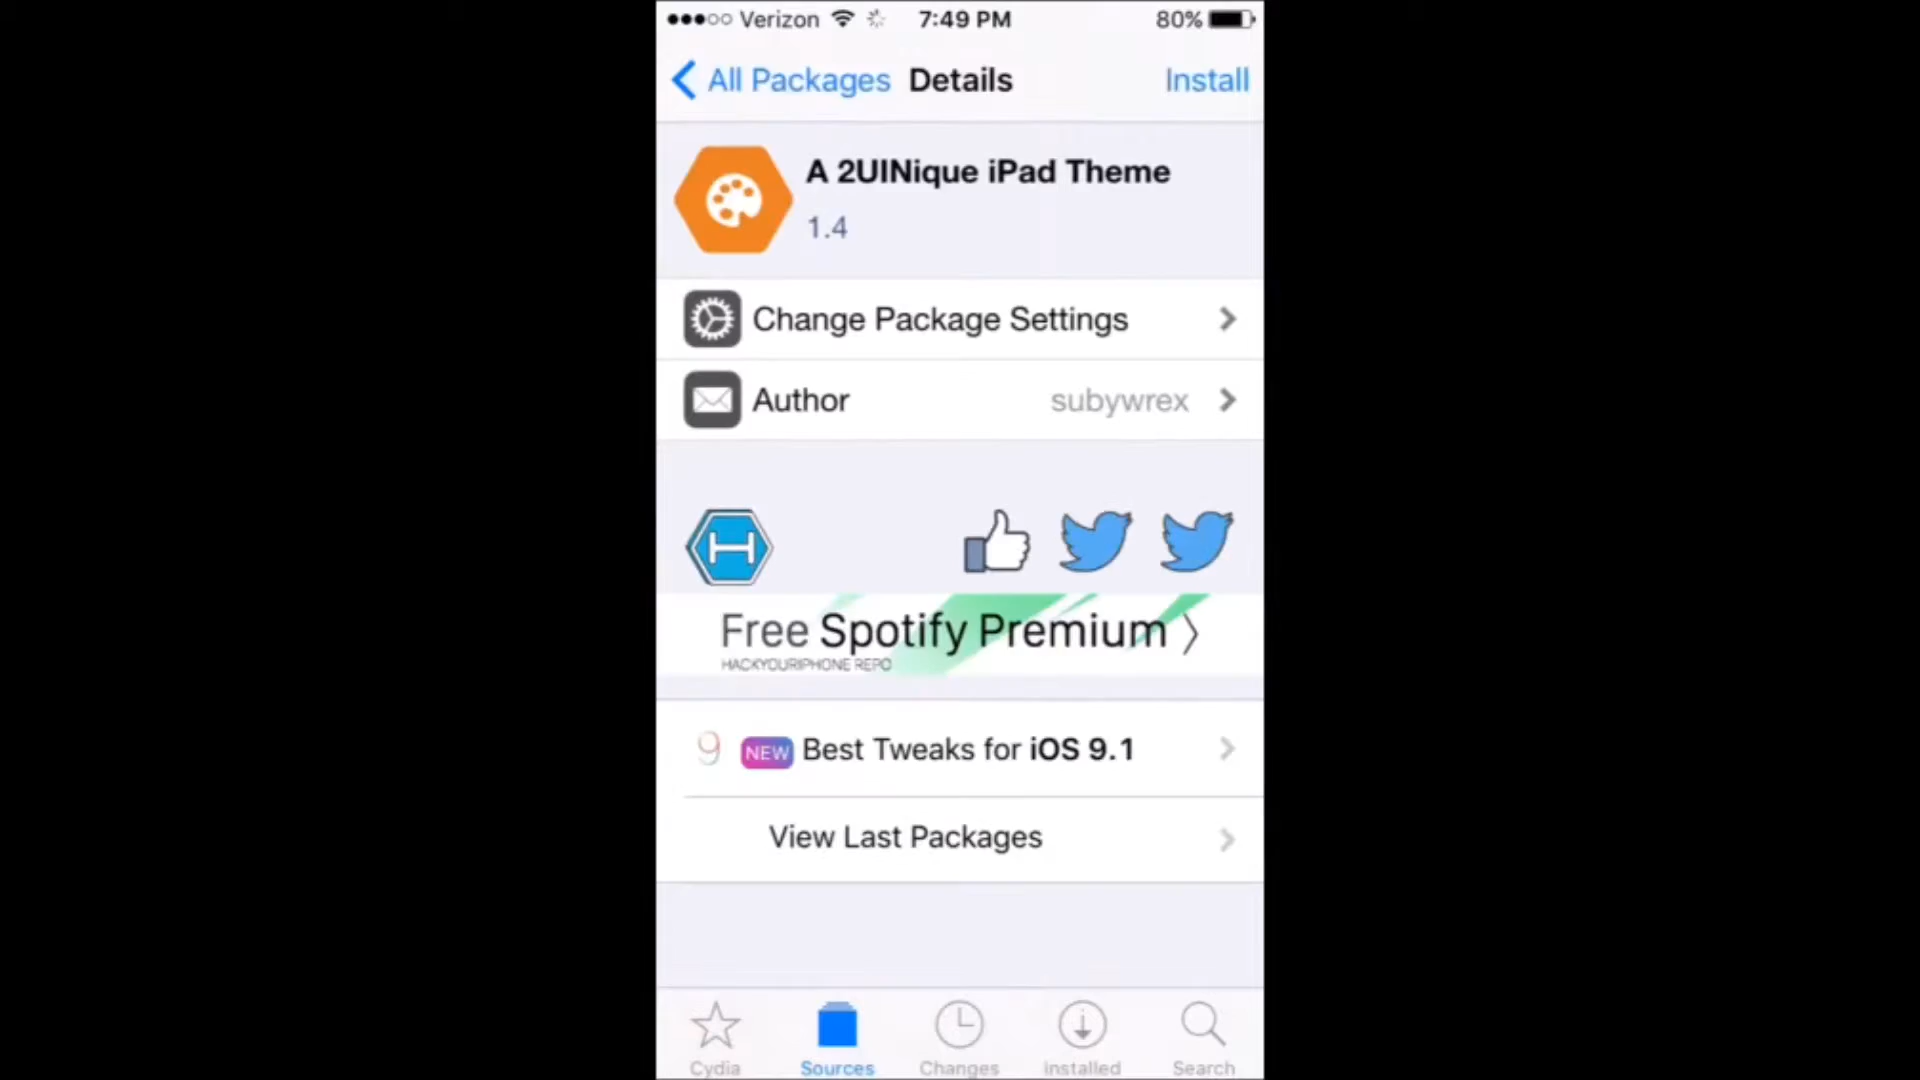 Verizon 7:49 PM 80%
All Packages Details Install
A 2UINique iPad Theme
1.4
Change Package Settings
Author subywrex
H
Free Spotify Premium
HACKYOURIPHONE REPO
9 NEW Best Tweaks for iOS 9.1
View Last Packages
Cydia Sources Changes Installed Search